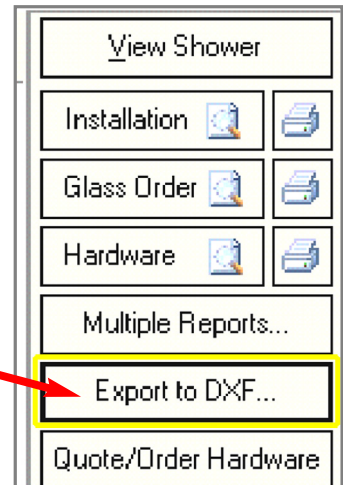 View Shower
Installation
Glass Order
Hardware
Multiple Reports...
Export to DXF...
Quote/Order Hardware